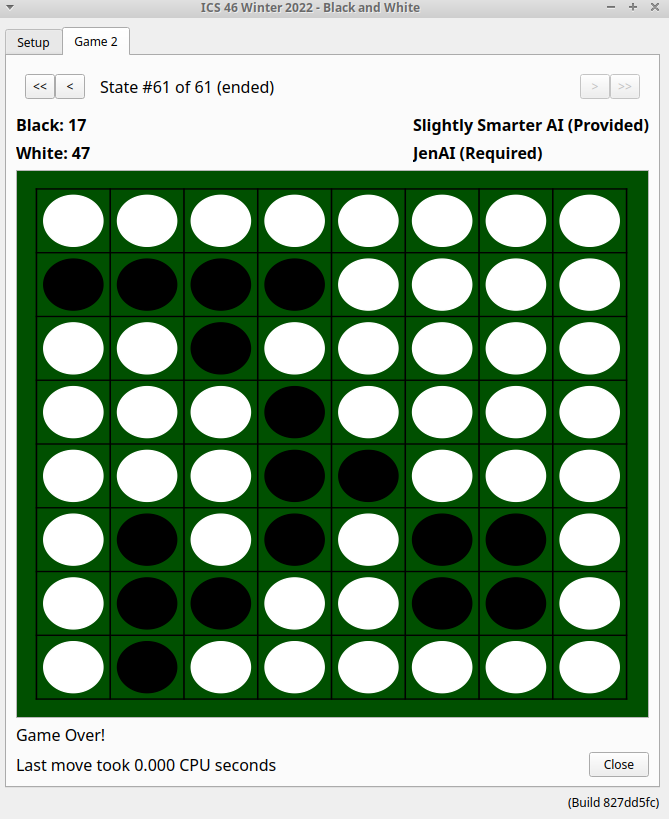 ICS 46 Winter 2022 - Black and White
Setup
Game 2
<<
<
State #61 of 61 (ended)
>
>>
Black: 17
Slightly Smarter AI (Provided)
White: 47
JenAI (Required)
Game Over!
Last move took 0.000 CPU seconds
Close
(Build 827dd5fc)